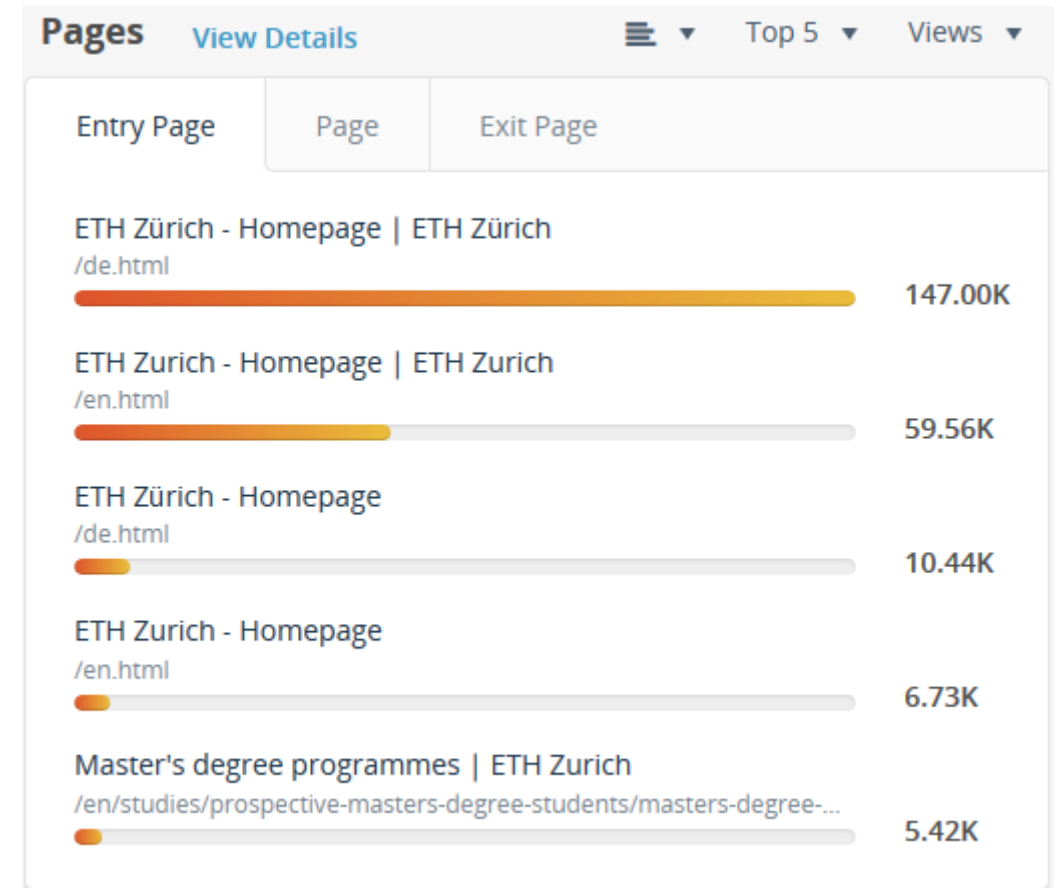 Pages View Details Top 5 Views
Entry Page Page Exit Page
ETH Zürich - Homepage | ETH Zürich
/de.html
147.00K
ETH Zurich - Homepage | ETH Zurich
/en.html
59.56K
ETH Zürich - Homepage
/de.html
10.44K
ETH Zurich - Homepage
/en.html
6.73K
Master's degree programmes | ETH Zurich
/en/studies/prospective-masters-degree-students/masters-degree-...
5.42K